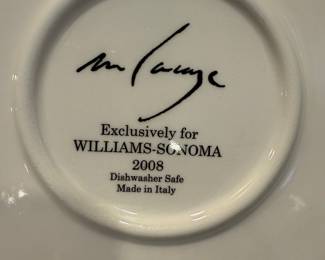 Exclusively for
WILLIAMS-SONOMA
2008
Dishwasher Safe
Made in Italy